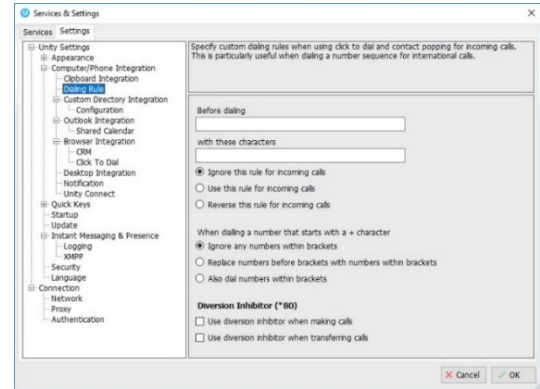 Services & Settings
Services Settings
Unity Settings
Appearance
Computer/Phone Integration
Clipboard Integration
Dialing Rule
Custom Directory Integration
Configuration
Outlook Integration
Shared Calendar
Browser Integration
CRM
Click To Dial
Desktop Integration
Notification
Unity Connect
Quick Keys
Startup
Update
Instant Messaging & Presence
Logging
XMPP
Security
Language
Connection
Network
Proxy
Authentication
Specify custom dialing rules when using click to dial and contact popping for incoming calls.
This is particularly useful when dialing a number sequence for international calls.
Before dialing
with these characters
Ignore this rule for incoming calls
Use this rule for incoming calls
Reverse this rule for incoming calls
When dialing a number that starts with a + character
Ignore any numbers within brackets
Replace numbers before brackets with numbers within brackets
Also dial numbers within brackets
Diversion Inhibitor (*80)
Use diversion inhibitor when making calls
Use diversion inhibitor when transferring calls
Cancel
OK